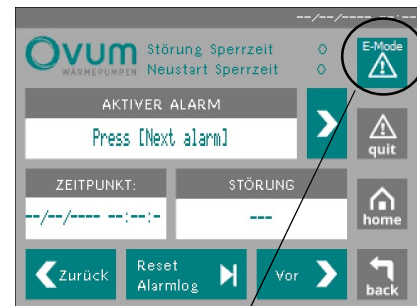 --/--/---- --:--:-
Ovum
WÄRMEPUMPEN
Störung Sperrzeit 0
Neustart Sperrzeit 0
E-Mode
AKTIVER ALARM
Press [Next alarm]
quit
ZEITPUNKT:
--/--/---- --:--:-
STÖRUNG
---
home
Zurück
Reset
Alarmlog
Vor
back